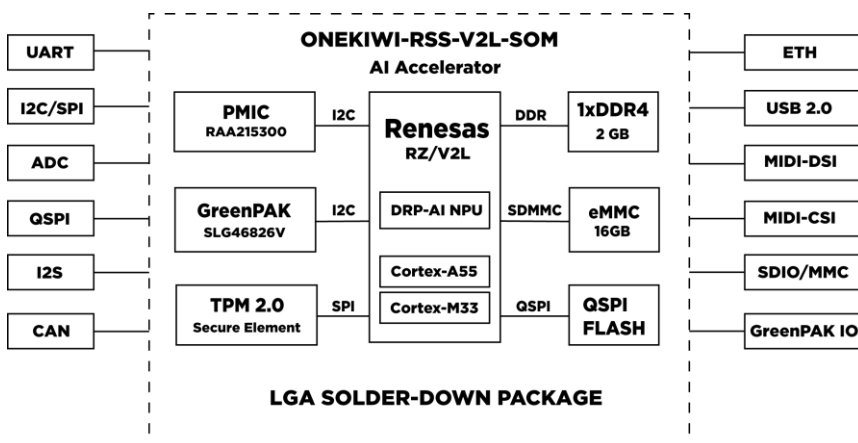 ONEKIWI-RSS-V2L-SOM
AI Accelerator
UART
I2C/SPI
ADC
QSPI
I2S
CAN
PMIC
RAA215300
I2C
GreenPAK
SLG46826V
I2C
TPM 2.0
Secure Element
SPI
Renesas
RZ/V2L
DRP-AI NPU
Cortex-A55
Cortex-M33
DDR
1xDDR4
2 GB
SDMMC
eMMC
16GB
QSPI
QSPI
FLASH
ETH
USB 2.0
MIDI-DSI
MIDI-CSI
SDIO/MMC
GreenPAK IO
LGA SOLDER-DOWN PACKAGE